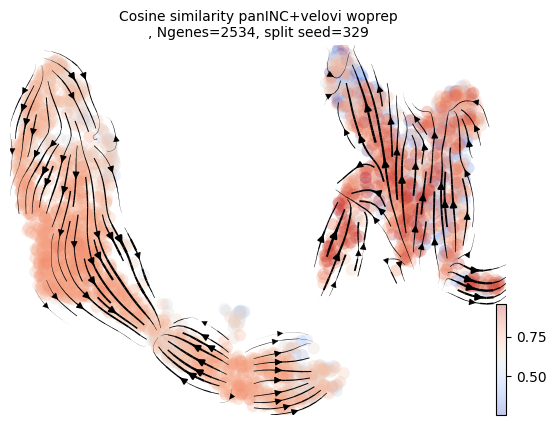 Cosine similarity panINC+velovi woprep
, Ngenes=2534, split seed=329
0.75
0.50